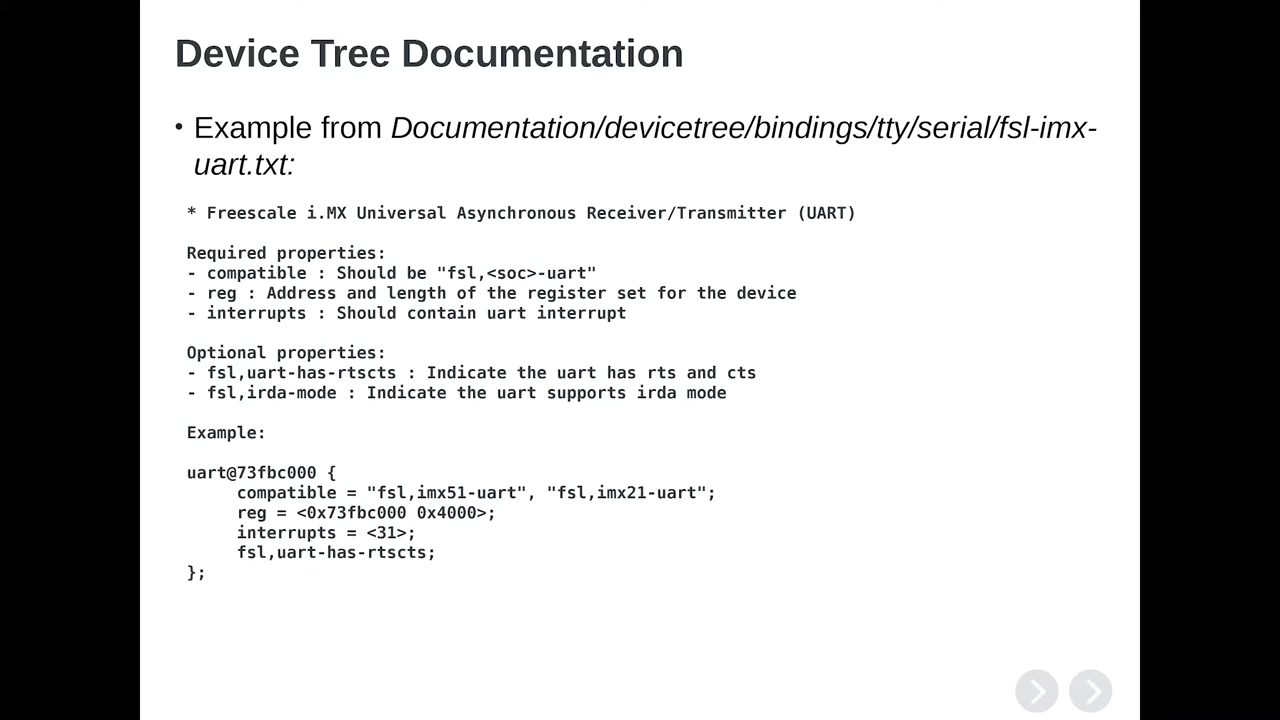 Device Tree Documentation
• Example from Documentation/devicetree/bindings/tty/serial/fsl-imx-
uart.txt:
* Freescale i.MX Universal Asynchronous Receiver/Transmitter (UART)
Required properties:
- compatible : Should be "fsl,<soc>-uart"
- reg : Address and length of the register set for the device
- interrupts : Should contain uart interrupt
Optional properties:
- fsl,uart-has-rtscts : Indicate the uart has rts and cts
- fsl,irda-mode : Indicate the uart supports irda mode
Example:
uart@73fbc000 {
compatible = "fsl,imx51-uart", "fsl,imx21-uart";
reg = <0x73fbc000 0x4000>;
interrupts = <31>;
fsl,uart-has-rtscts;
};